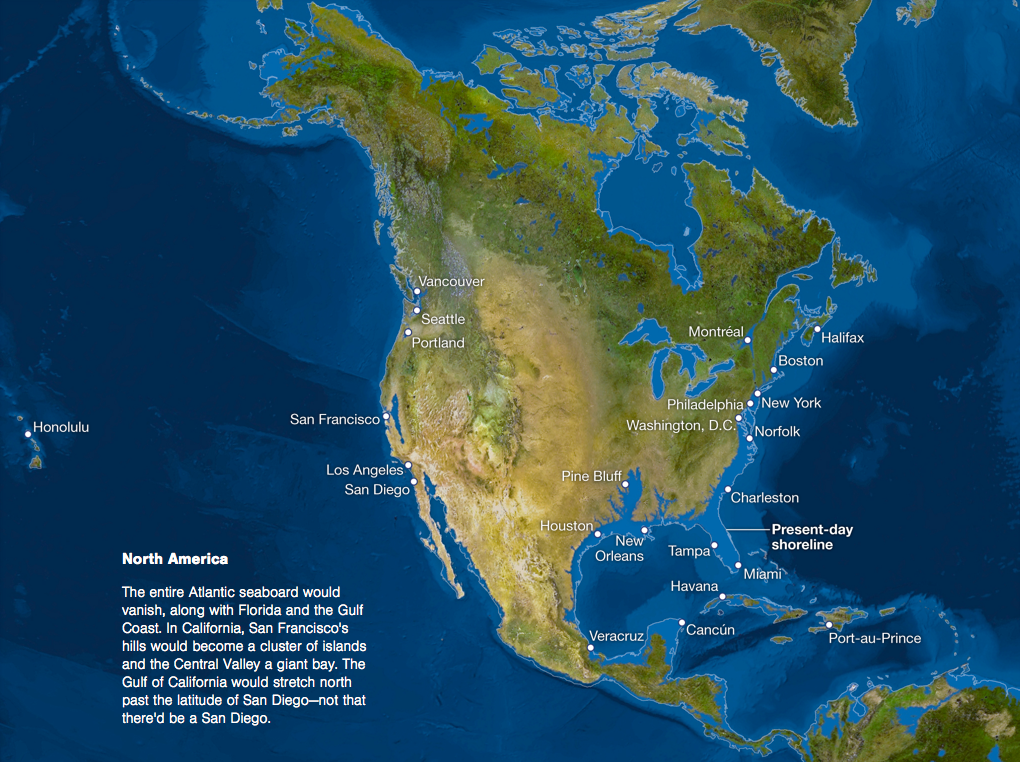 Vancouver
Seattle
Portland
Montréal
Halifax
Boston
Philadelphia
New York
Washington, D.C.
Norfolk
San Francisco
Honolulu
Los Angeles
San Diego
Pine Bluff
Charleston
Houston
New
Orleans
Present-day
shoreline
Tampa
Miami
Havana
Veracruz
Cancún
Port-au-Prince
North America
The entire Atlantic seaboard would
vanish, along with Florida and the Gulf
Coast. In California, San Francisco's
hills would become a cluster of islands
and the Central Valley a giant bay. The
Gulf of California would stretch north
past the latitude of San Diego—not that
there'd be a San Diego.